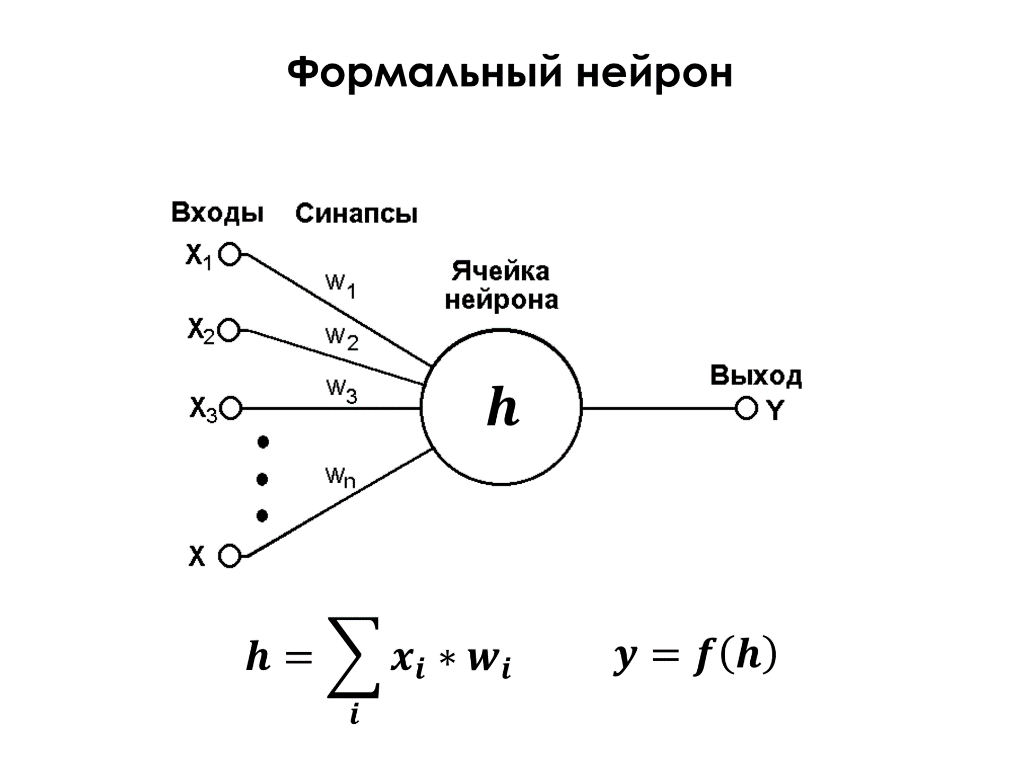 Формальный нейрон
Входы Синапсы
X₁
w₁
Ячейка
нейрона
X₂
w₂
w₃
X₃
h
Выход
Y
wₙ
X
h = ∑ᵢ xᵢ * wᵢ y = f(h)